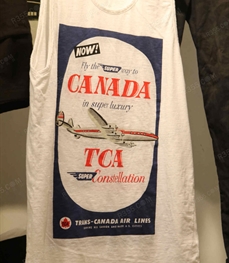 NOW!
Fly the SUPER way to
CANADA
in super luxury
TCA
SUPER Constellation
TRANS-CANADA AIR LINES